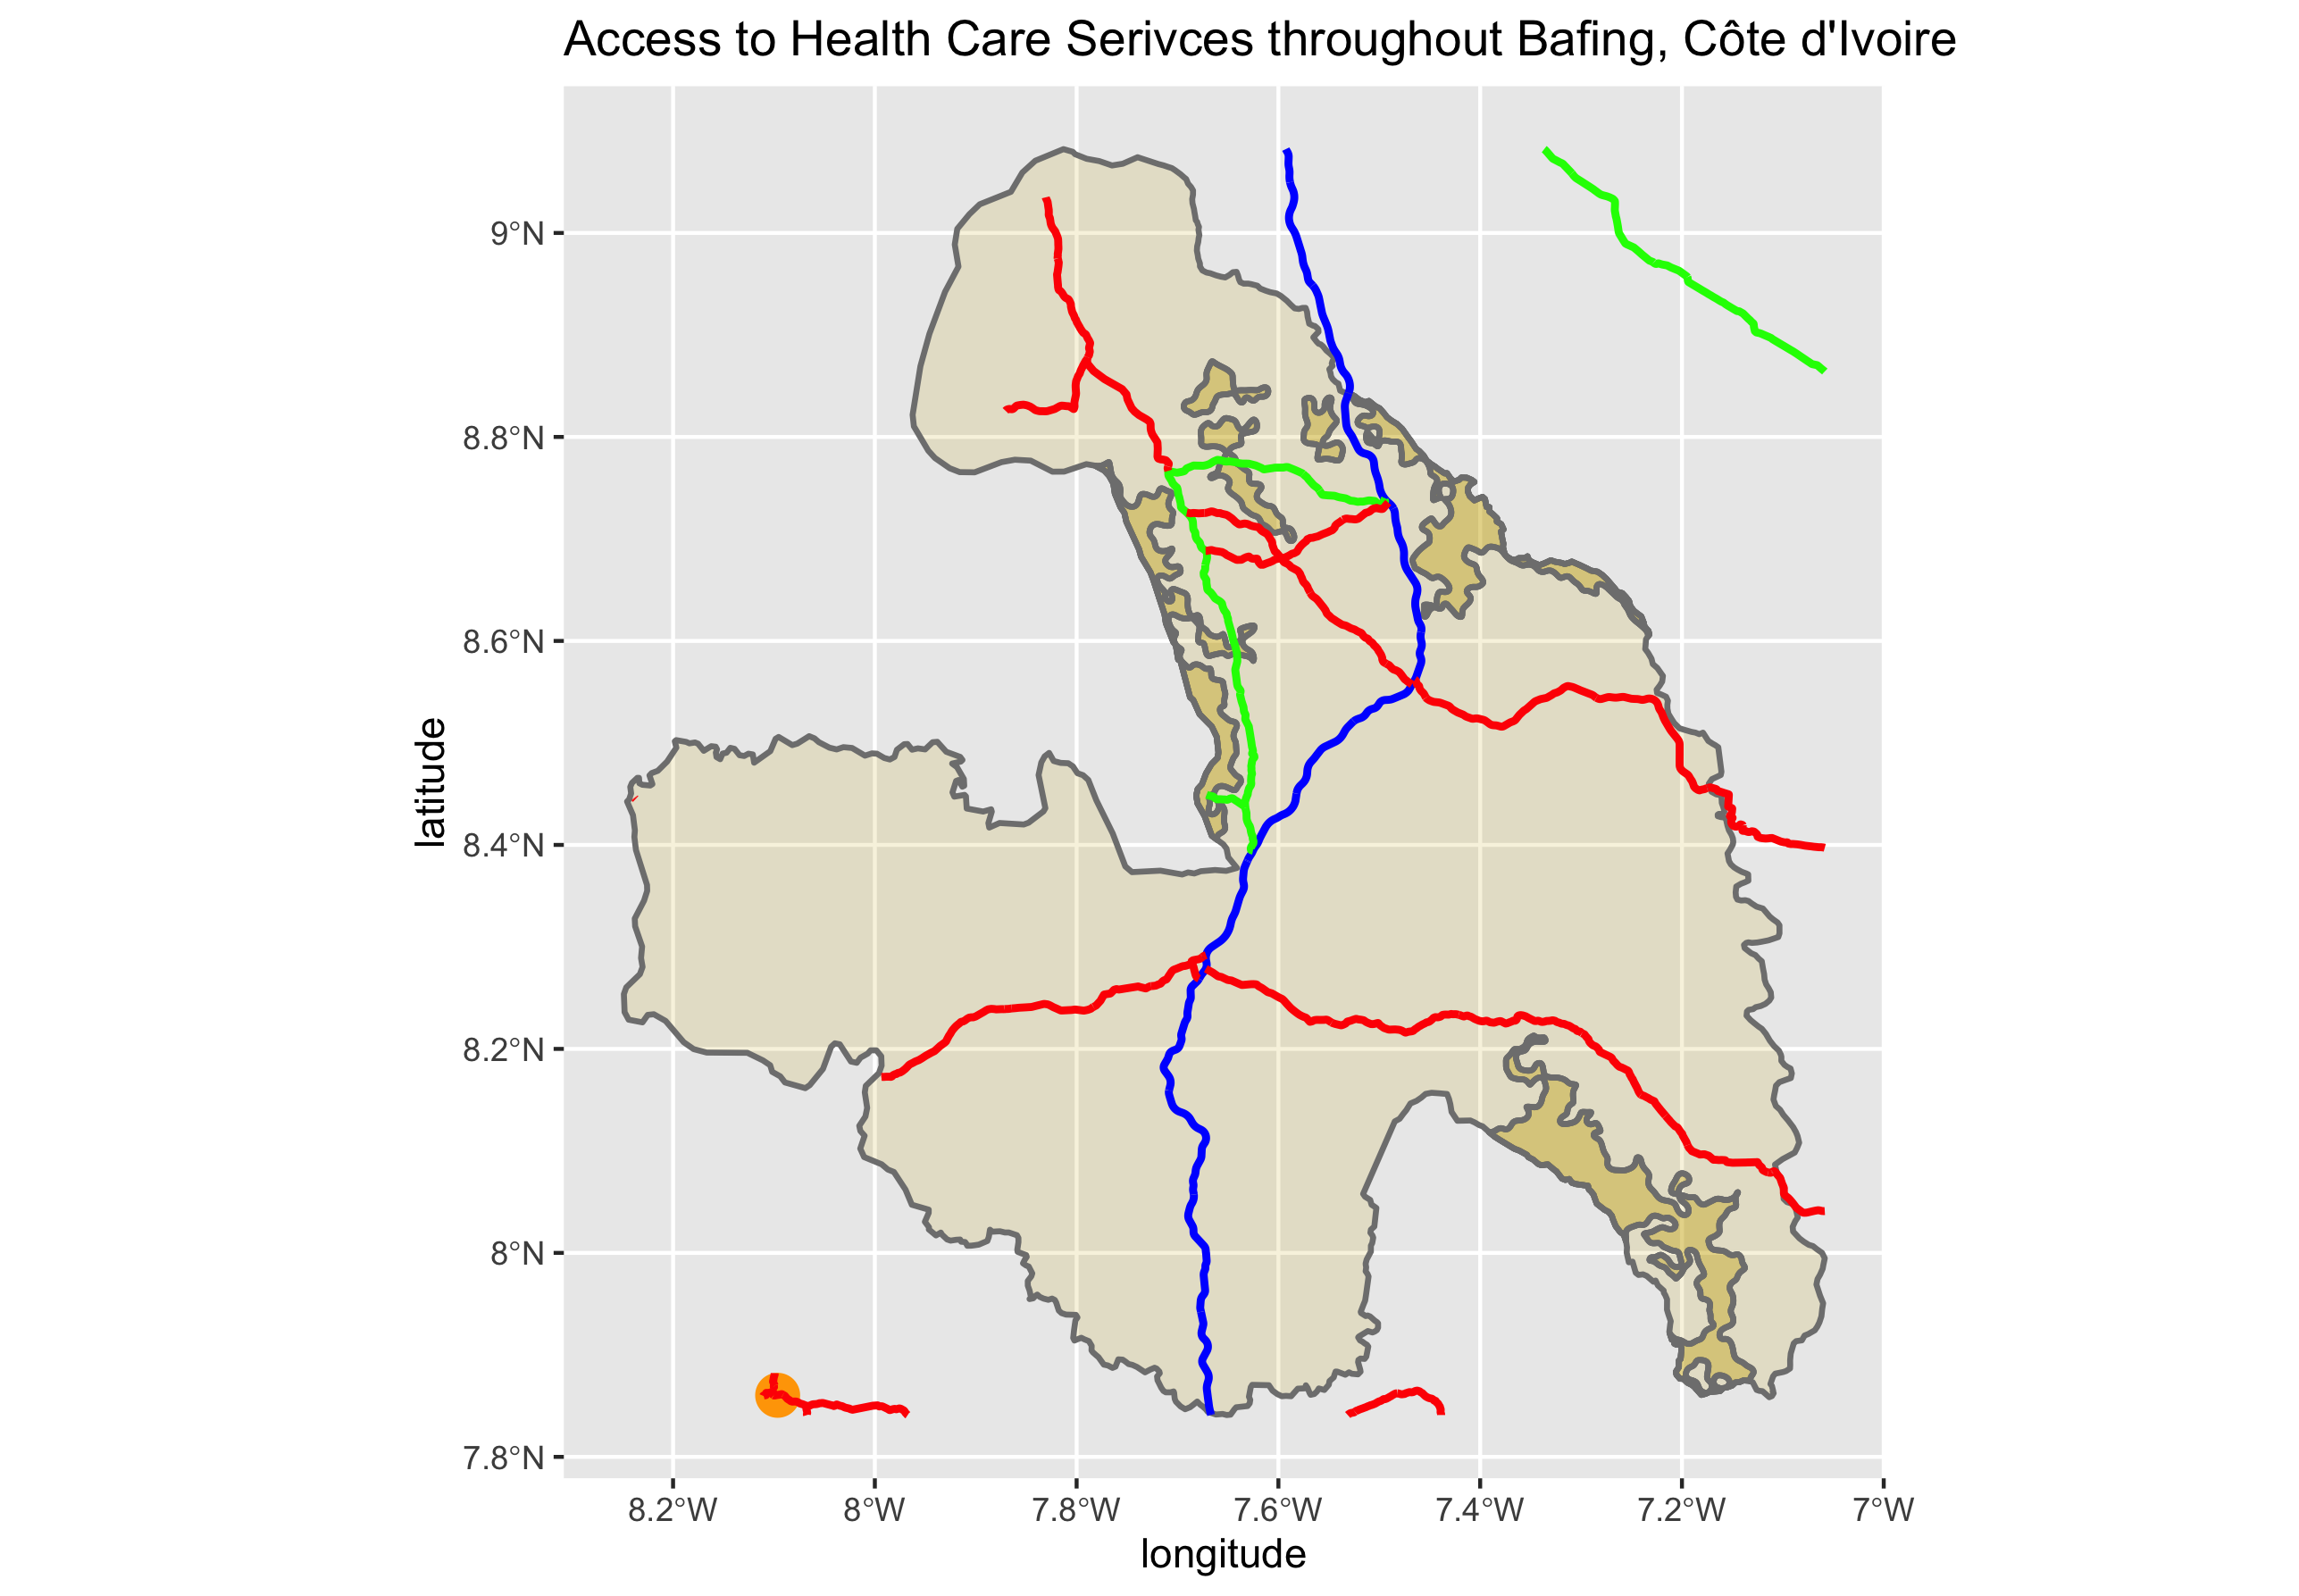 Access to Health Care Serivces throughout Bafing, Côte d'Ivoire
latitude
9°N
8.8°N
8.6°N
8.4°N
8.2°N
8°N
7.8°N
8.2°W 8°W 7.8°W 7.6°W 7.4°W 7.2°W 7°W
longitude